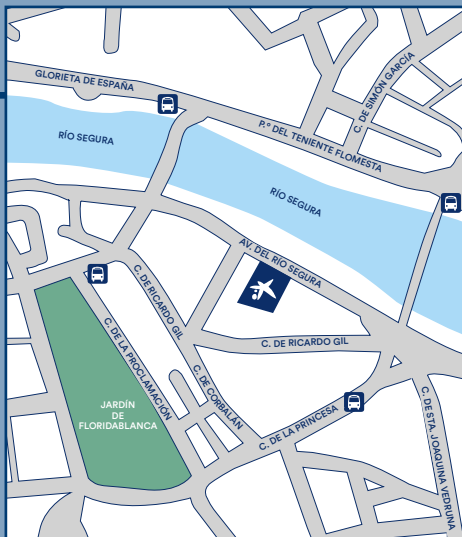 GLORIETA DE ESPAÑA
RÍO SEGURA
P.º DEL TENIENTE FLOMESTA
C. DE SIMÓN GARCÍA
RÍO SEGURA
AV. DEL RÍO SEGURA
C. DE RICARDO GIL
C. DE LA PROCLAMACIÓN
C. DE RICARDO GIL
C. DE CORBALÁN
JARDÍN
DE
FLORIDABLANCA
C. DE LA PRINCESA
C. DE STA. JOAQUINA VEDRUNA